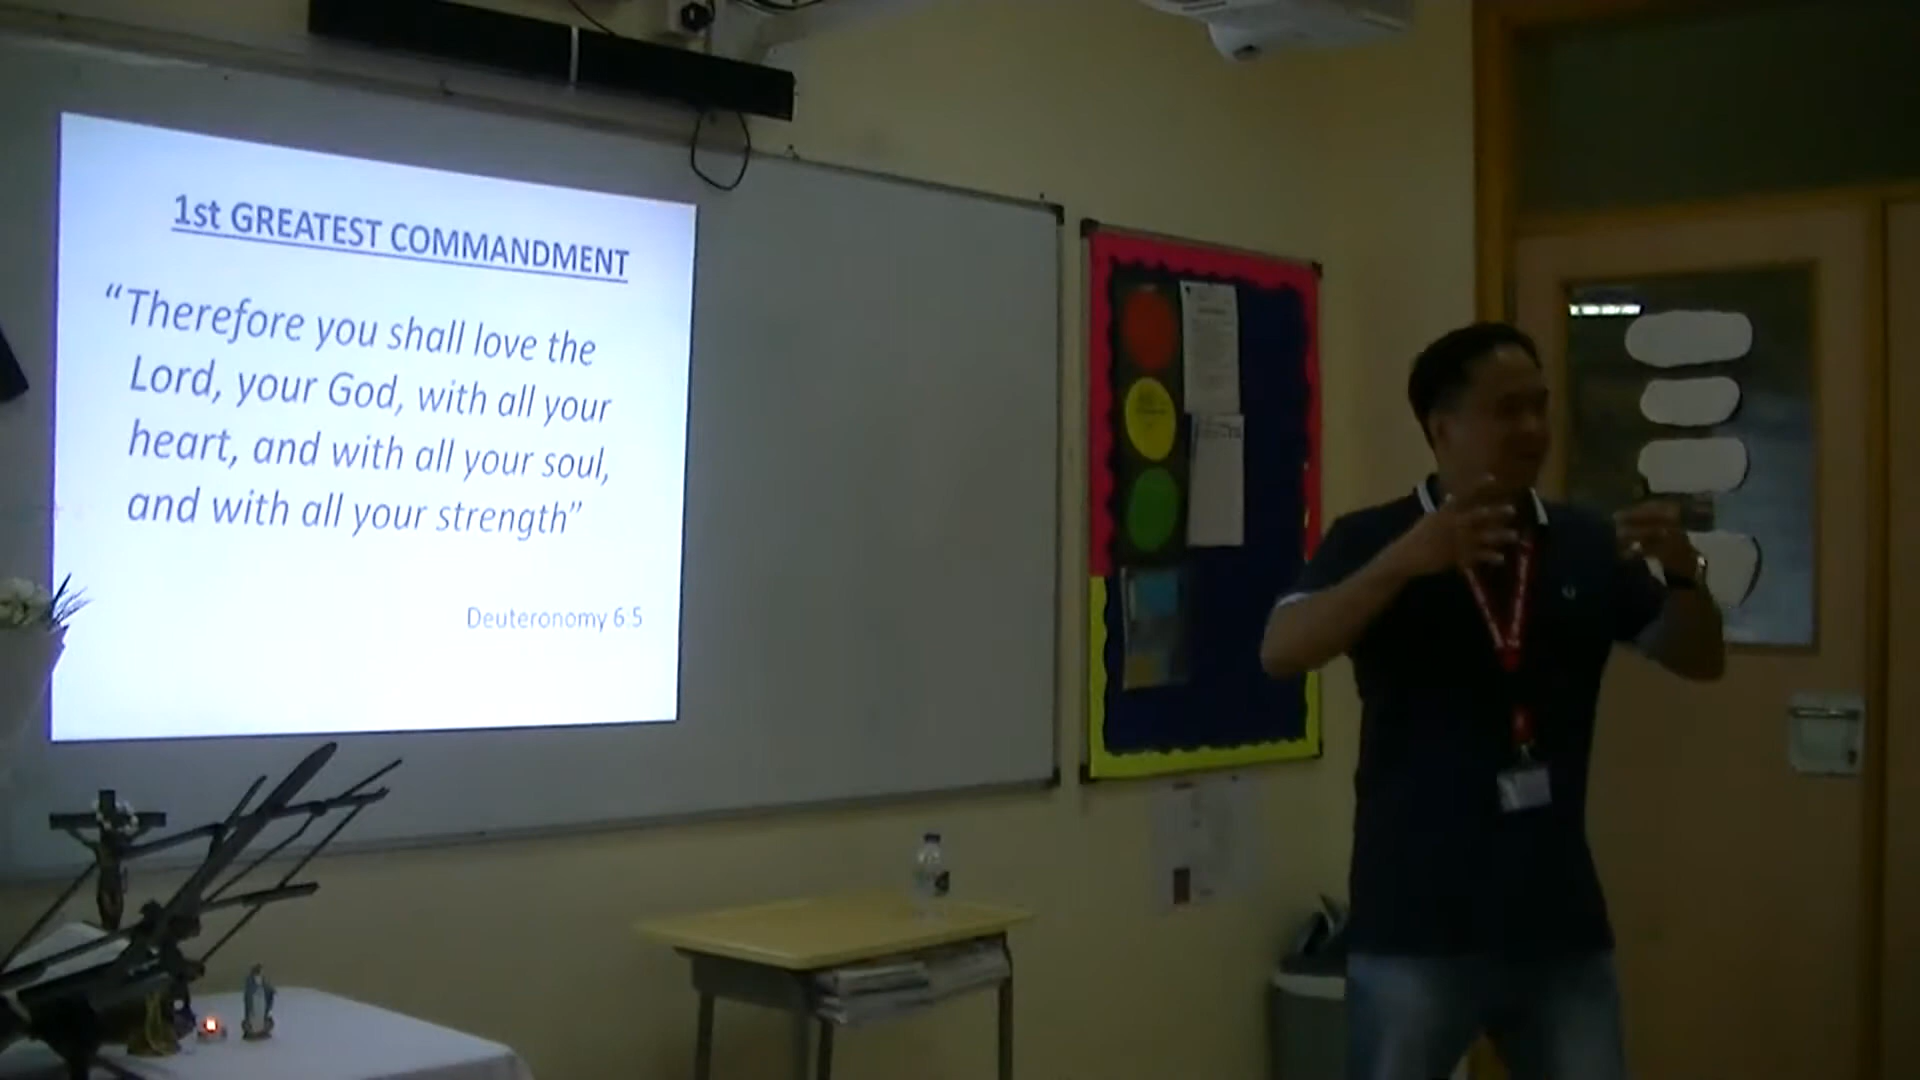 1st GREATEST COMMANDMENT
“Therefore you shall love the
Lord, your God, with all your
heart, and with all your soul,
and with all your strength”
Deuteronomy 6:5